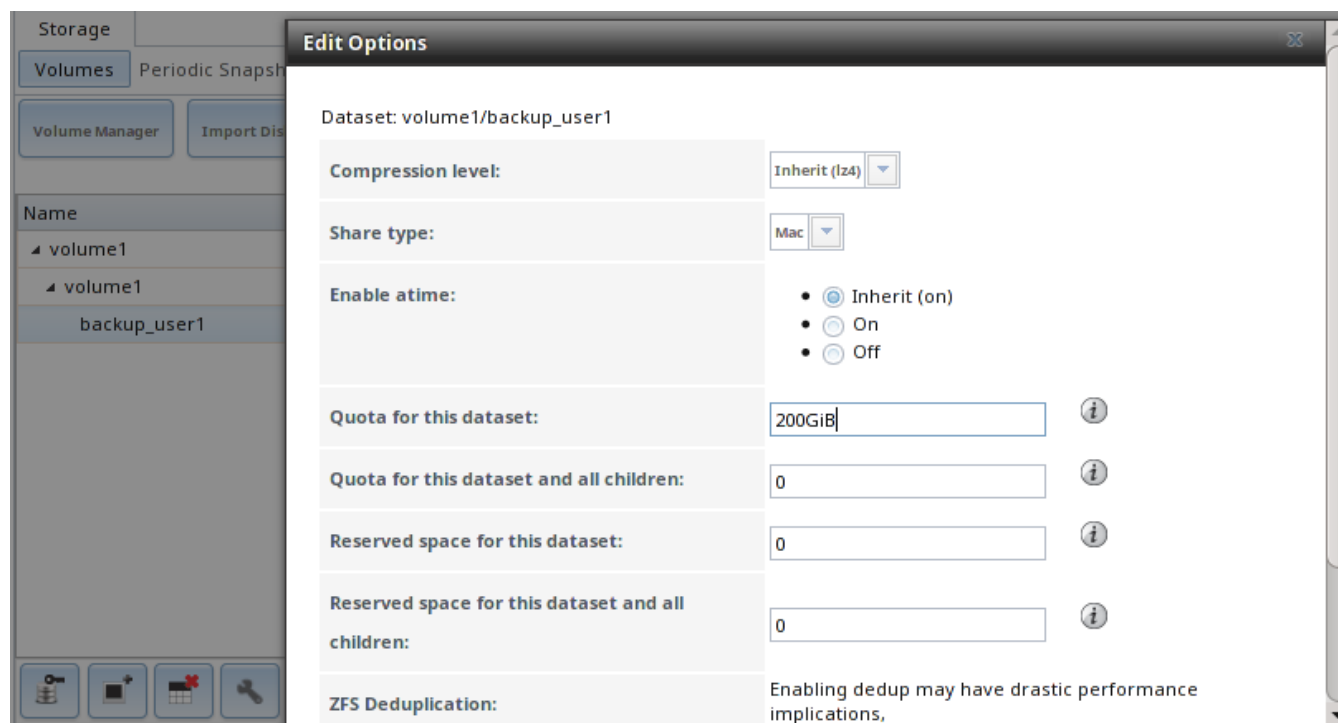 Storage
Volumes
Periodic Snapsh
Volume Manager
Import Dis
Name
volume1
volume1
backup_user1
Edit Options
Dataset: volume1/backup_user1
Compression level:
Inherit (lz4)
Share type:
Mac
Enable atime:
Inherit (on)
On
Off
Quota for this dataset:
200GiB
Quota for this dataset and all children:
0
Reserved space for this dataset:
0
Reserved space for this dataset and all
children:
0
ZFS Deduplication:
Enabling dedup may have drastic performance
implications,